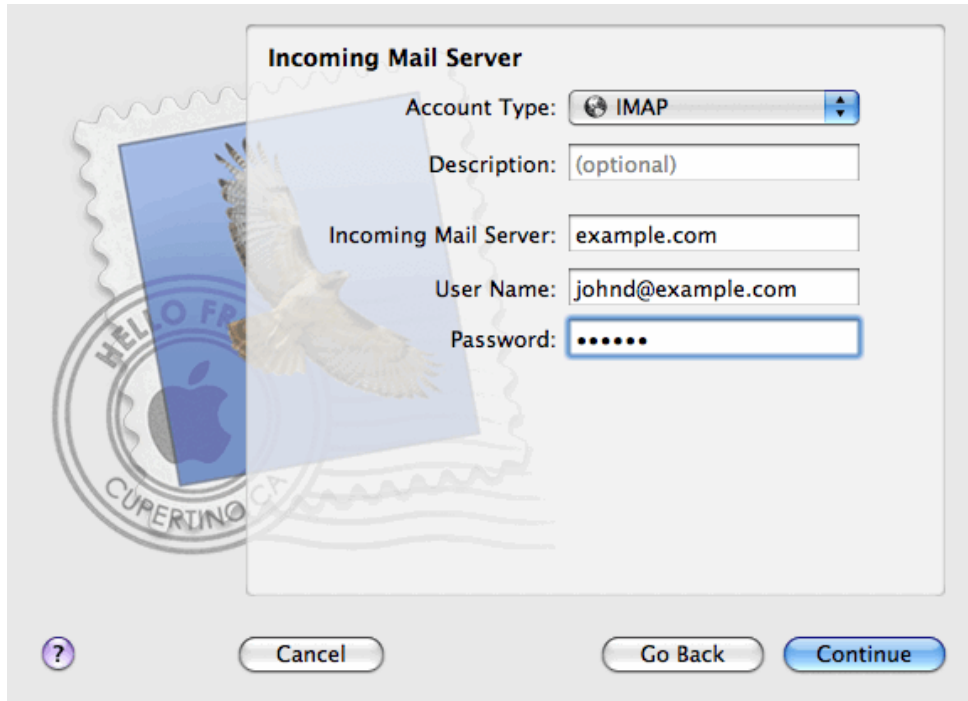 Incoming Mail Server
Account Type: IMAP
Description: (optional)
Incoming Mail Server: example.com
User Name: johnd@example.com
Password: ••••••
HELLO FR
CUPERTINO CA
? Cancel Go Back Continue